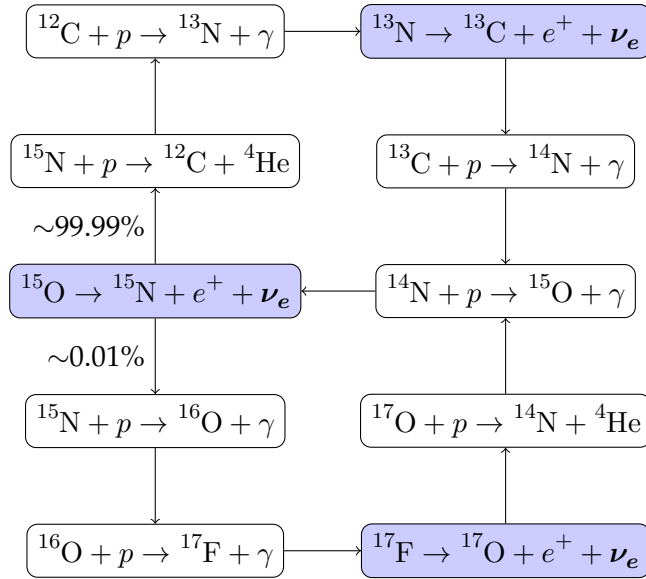 ¹²C + p → ¹³N + γ
¹³N → ¹³C + e⁺ + νₑ
¹⁵N + p → ¹²C + ⁴He
¹³C + p → ¹⁴N + γ
∼99.99%
¹⁵O → ¹⁵N + e⁺ + νₑ
¹⁴N + p → ¹⁵O + γ
∼0.01%
¹⁵N + p → ¹⁶O + γ
¹⁷O + p → ¹⁴N + ⁴He
¹⁶O + p → ¹⁷F + γ
¹⁷F → ¹⁷O + e⁺ + νₑ